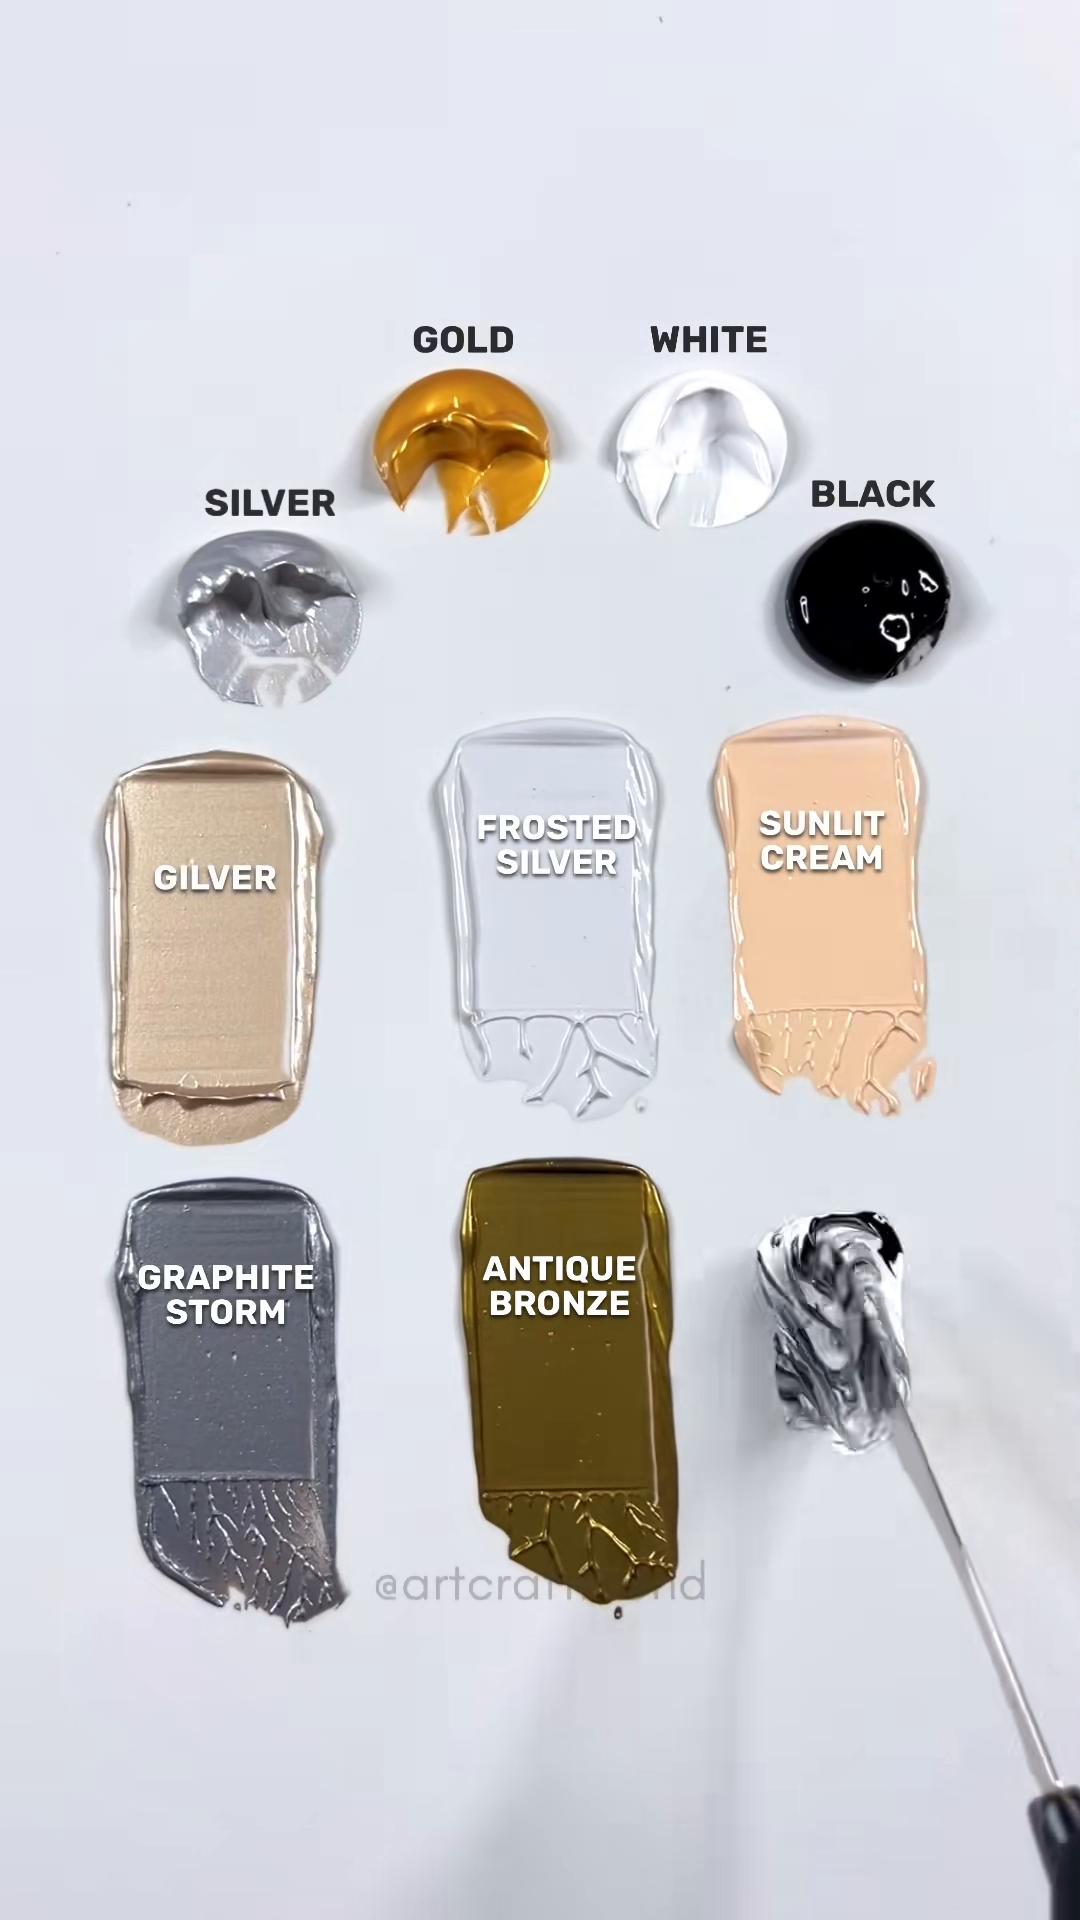 GOLD
WHITE
SILVER
BLACK
GILVER
FROSTED
SILVER
SUNLIT
CREAM
GRAPHITE
STORM
ANTIQUE
BRONZE